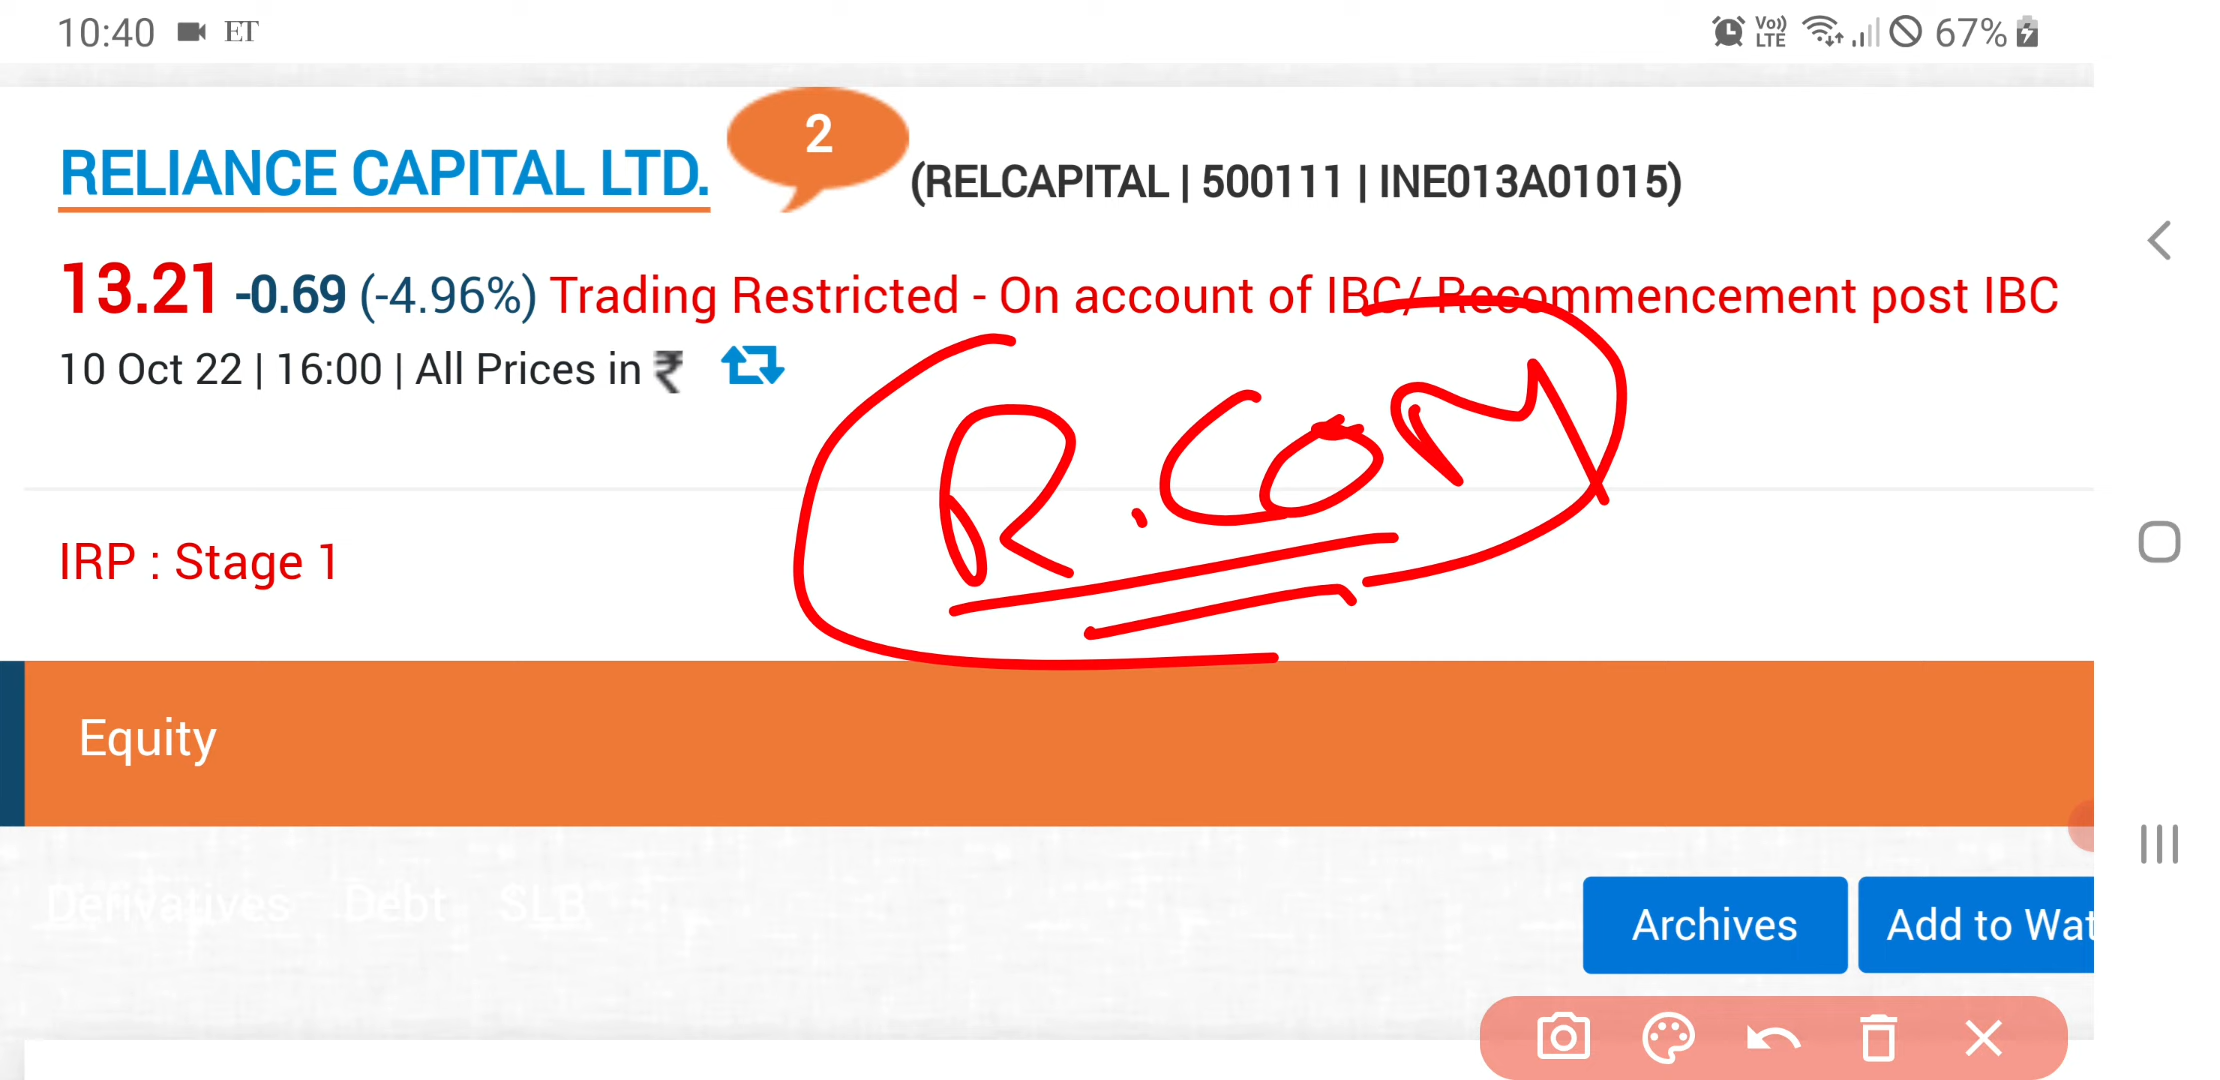 10:40 ET Vo)) LTE 67%
RELIANCE CAPITAL LTD. 2 (RELCAPITAL | 500111 | INE013A01015)
13.21 -0.69 (-4.96%) Trading Restricted - On account of IBC/ Recommencement post IBC
10 Oct 22 | 16:00 | All Prices in ₹
R.COM
IRP : Stage 1
Equity
Derivatives Debt SLB
Archives Add to Wat